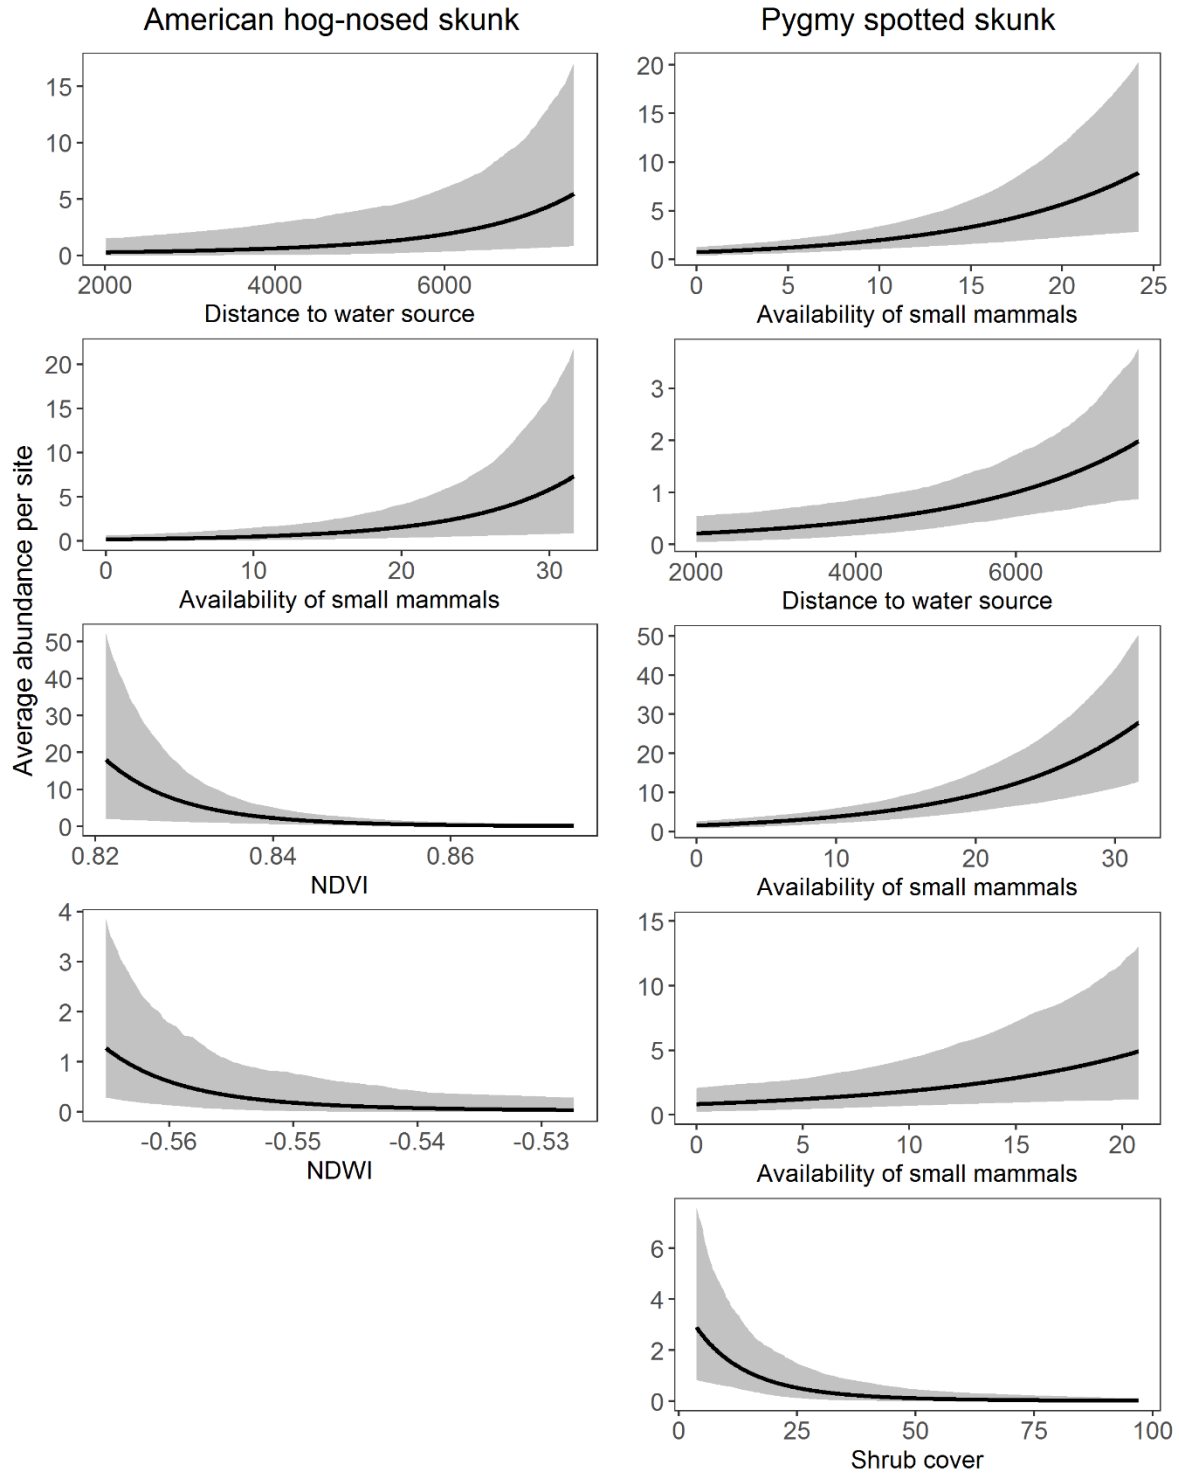 American hog-nosed skunk
Pygmy spotted skunk
Average abundance per site
15
10
5
0
2000 4000 6000
Distance to water source
20
15
10
5
0
0 5 10 15 20 25
Availability of small mammals
20
15
10
5
0
0 10 20 30
Availability of small mammals
3
2
1
0
2000 4000 6000
Distance to water source
50
40
30
20
10
0
0.82 0.84 0.86
NDVI
50
40
30
20
10
0
0 10 20 30
Availability of small mammals
4
3
2
1
0
-0.56 -0.55 -0.54 -0.53
NDWI
15
10
5
0
0 5 10 15 20
Availability of small mammals
6
4
2
0
0 25 50 75 100
Shrub cover